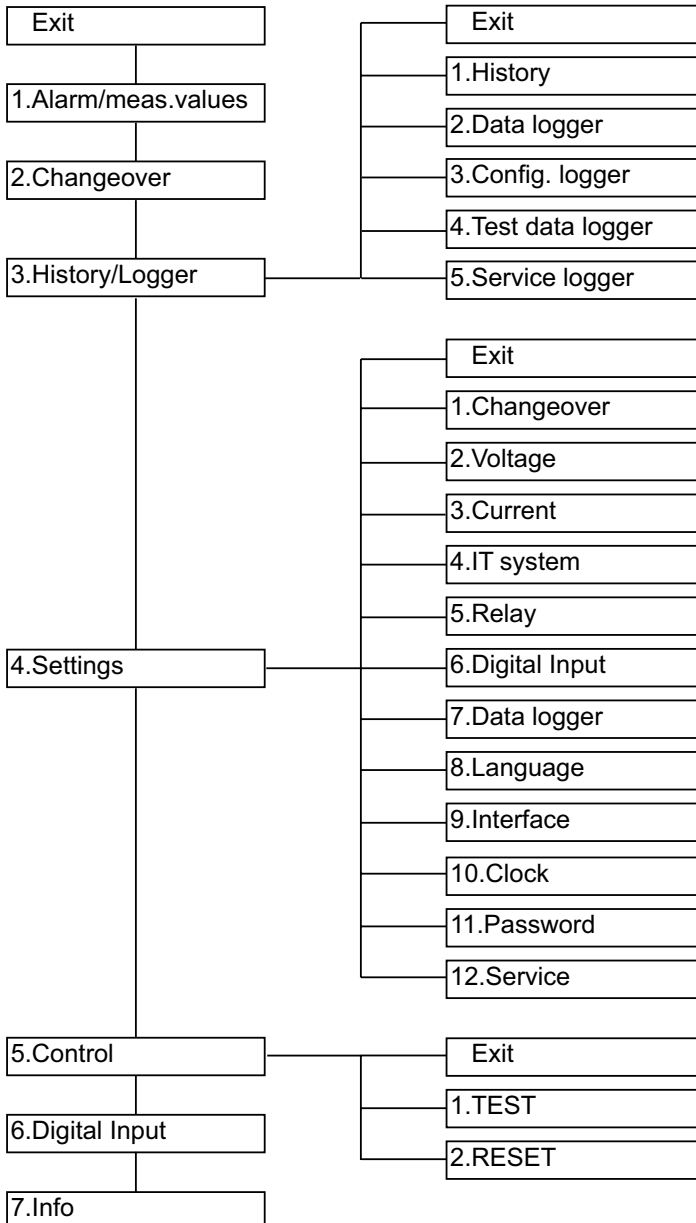 Exit
1.Alarm/meas.values
2.Changeover
3.History/Logger
Exit
1.History
2.Data logger
3.Config. logger
4.Test data logger
5.Service logger
4.Settings
Exit
1.Changeover
2.Voltage
3.Current
4.IT system
5.Relay
6.Digital Input
7.Data logger
8.Language
9.Interface
10.Clock
11.Password
12.Service
5.Control
Exit
1.TEST
2.RESET
6.Digital Input
7.Info